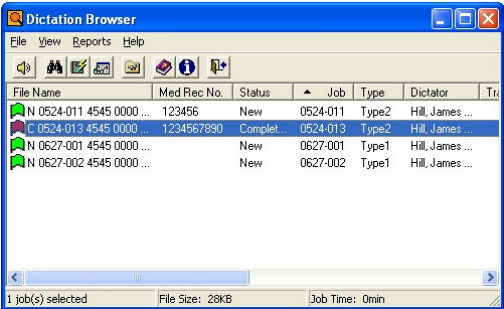 Dictation Browser
File View Reports Help
File Name Med Rec No. Status Job Type Dictator Tra
N 0524-011 4545 0000 ... 123456 New 0524-011 Type2 Hill, James ...
C 0524-013 4545 0000 ... 1234567890 Complet... 0524-013 Type2 Hill, James ...
N 0627-001 4545 0000 ... New 0627-001 Type1 Hill, James ...
N 0627-002 4545 0000 ... New 0627-002 Type1 Hill, James ...
1 job(s) selected File Size: 28KB Job Time: 0min